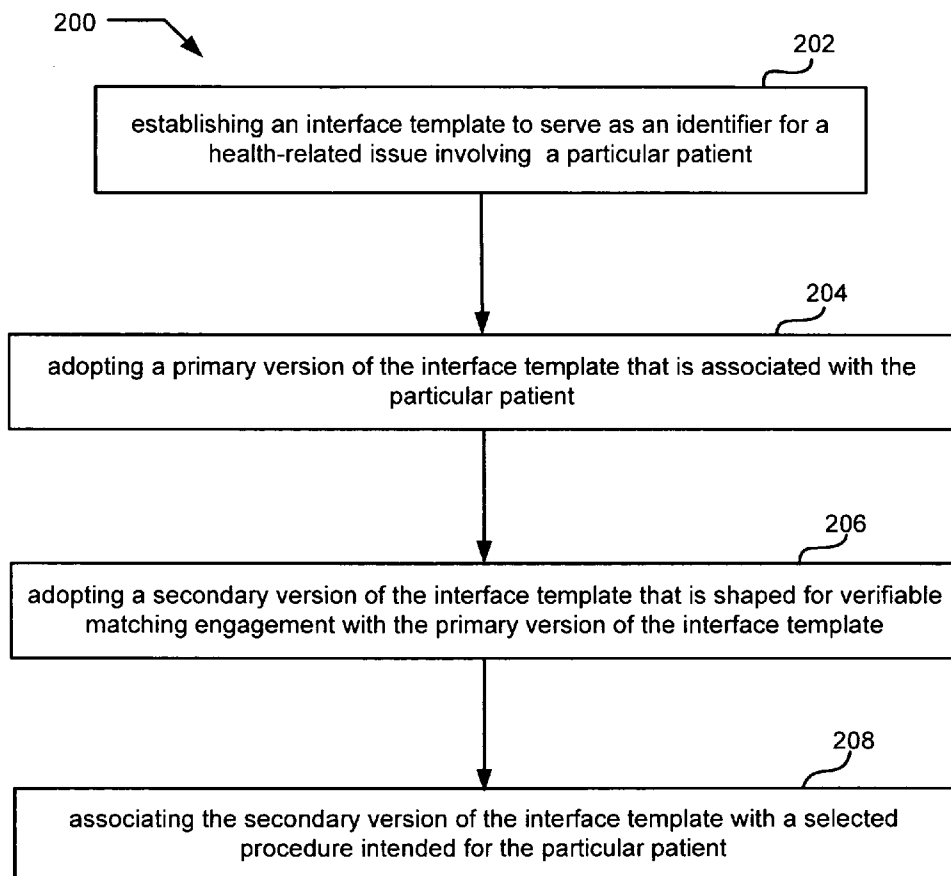 200
202
establishing an interface template to serve as an identifier for a
health-related issue involving a particular patient
204
adopting a primary version of the interface template that is associated with the
particular patient
206
adopting a secondary version of the interface template that is shaped for verifiable
matching engagement with the primary version of the interface template
208
associating the secondary version of the interface template with a selected
procedure intended for the particular patient